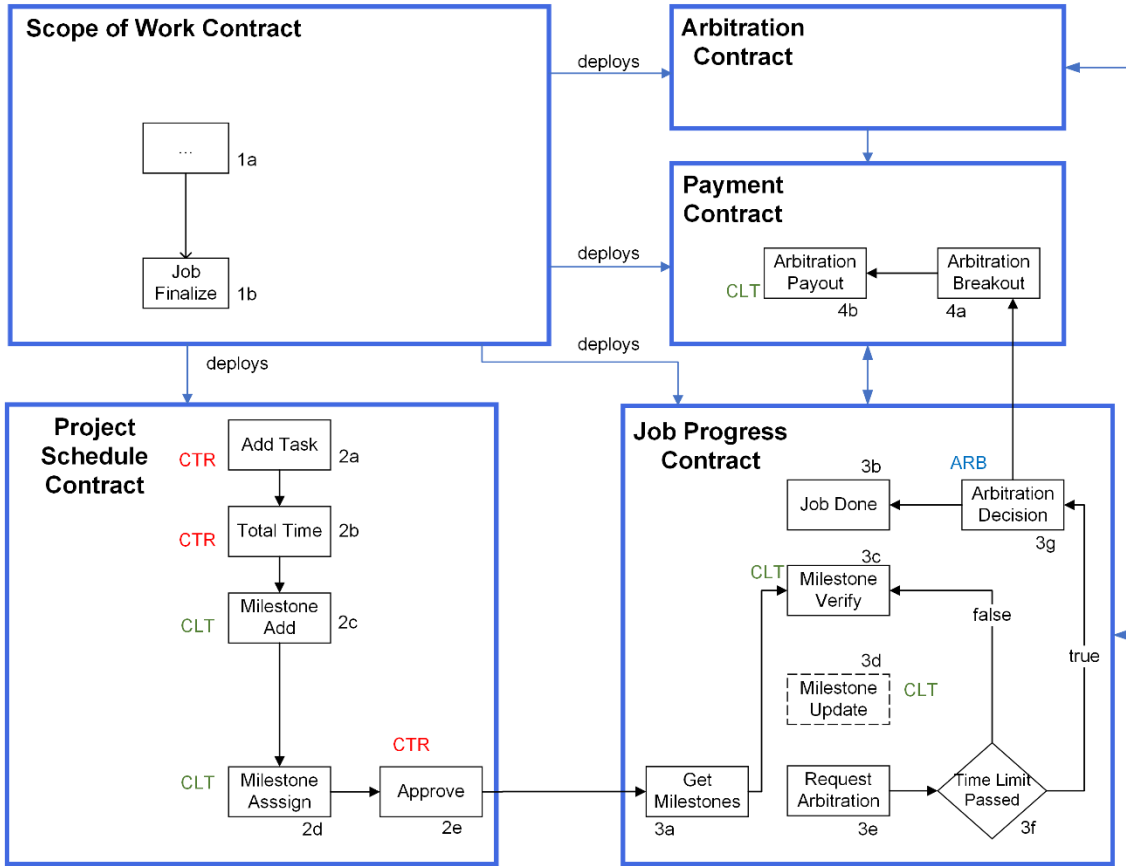 Scope of Work Contract
...
1a
Job
Finalize
1b
deploys
Arbitration
Contract
deploys
Payment
Contract
Arbitration
Payout
CLT
4b
Arbitration
Breakout
4a
deploys
deploys
Project
Schedule
Contract
CTR
Add Task
2a
CTR
Total Time
2b
CLT
Milestone
Add
2c
CLT
Milestone
Asssign
2d
CTR
Approve
2e
Job Progress
Contract
3b
Job Done
ARB
Arbitration
Decision
3g
3c
CLT
Milestone
Verify
false
true
3d
Milestone
Update
CLT
Get
Milestones
3a
Request
Arbitration
3e
Time Limit
Passed
3f